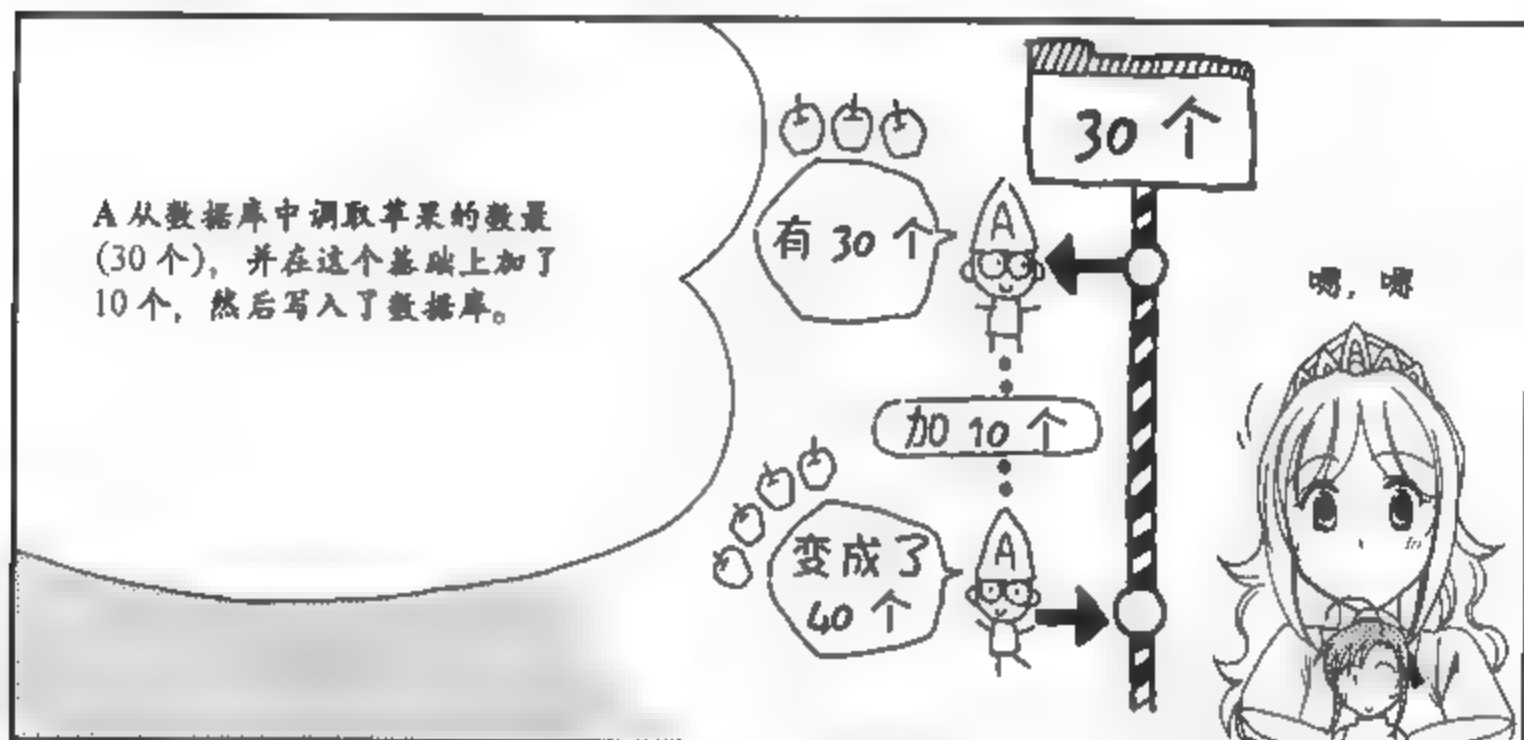 A 从数据库中调取苹果的数量
(30 个)，并在这个基础上加了
10 个，然后写入了数据库。
30 个
有 30 个
A
加 10 个
变成了
40 个
A
嗯，嗯